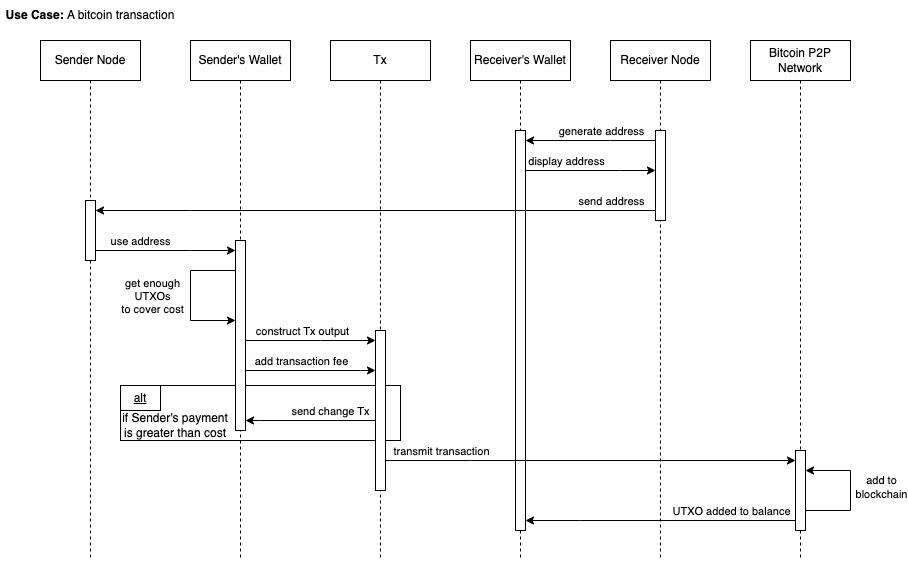 Use Case: A bitcoin transaction
Sender Node
Sender's Wallet
Tx
Receiver's Wallet
Receiver Node
Bitcoin P2P
Network
generate address
display address
send address
use address
get enough
UTXOs
to cover cost
construct Tx output
add transaction fee
alt
send change Tx
if Sender's payment
is greater than cost
transmit transaction
add to
blockchain
UTXO added to balance